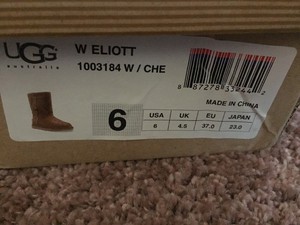 UGG
australia
W ELIOTT
1003184 W / CHE
MADE IN CHINA
6
USA UK EU JAPAN
6 4.5 37.0 23.0